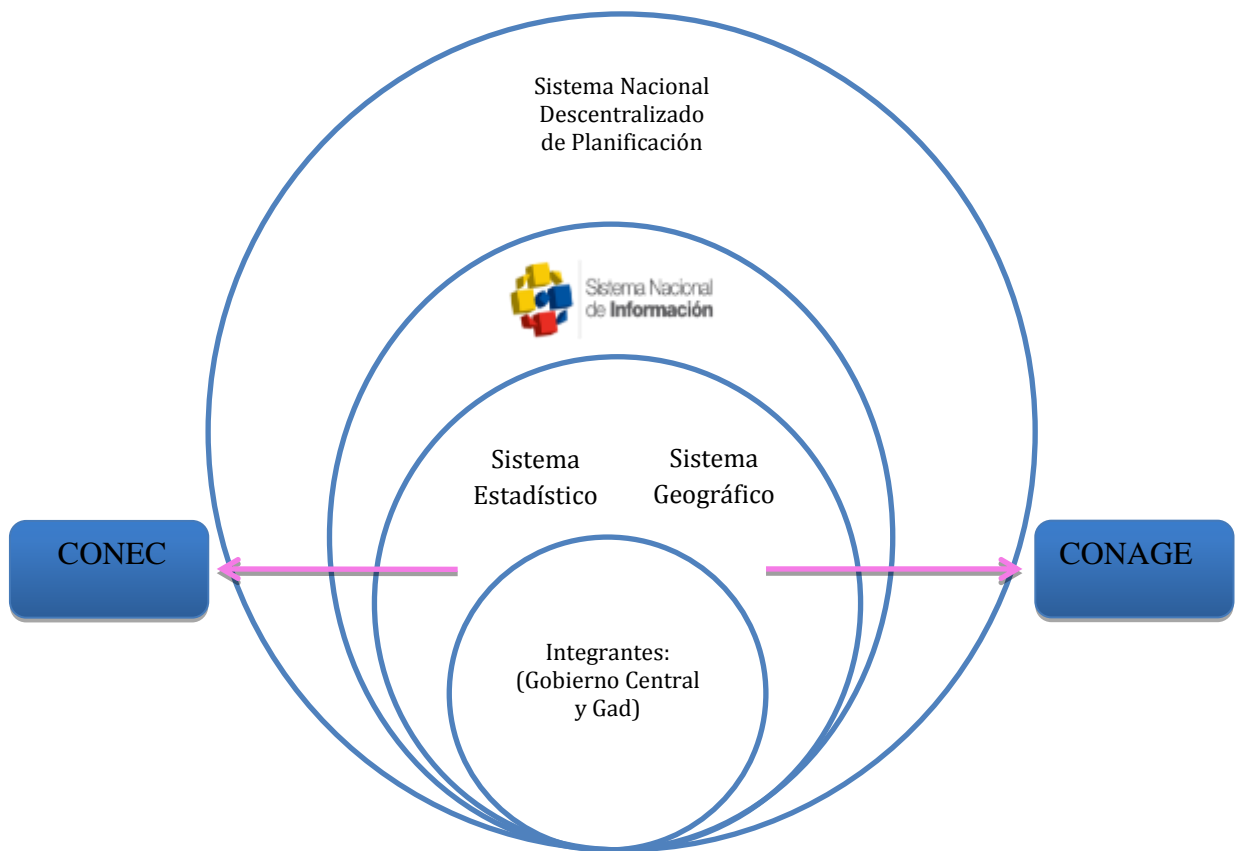 Sistema Nacional
Descentralizado
de Planificación
Sistema Nacional
de Información
Sistema
Estadístico
Sistema
Geográfico
CONEC
CONAGE
Integrantes:
(Gobierno Central
y Gad)